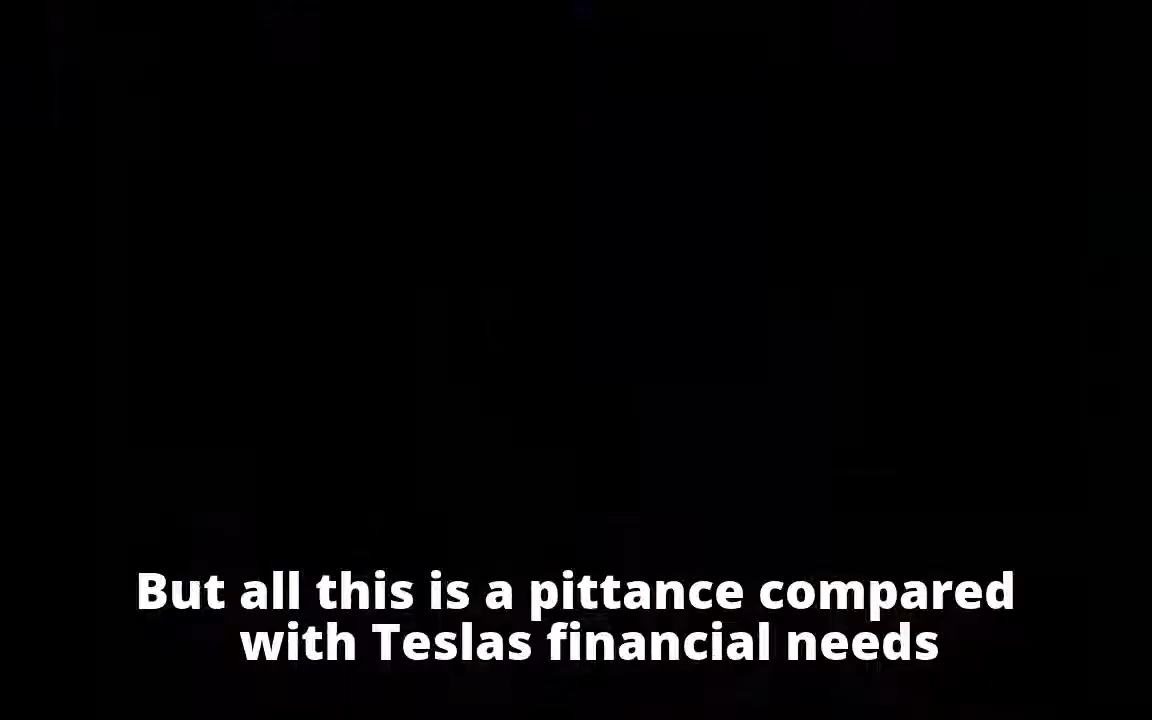 But all this is a pittance compared
with Teslas financial needs